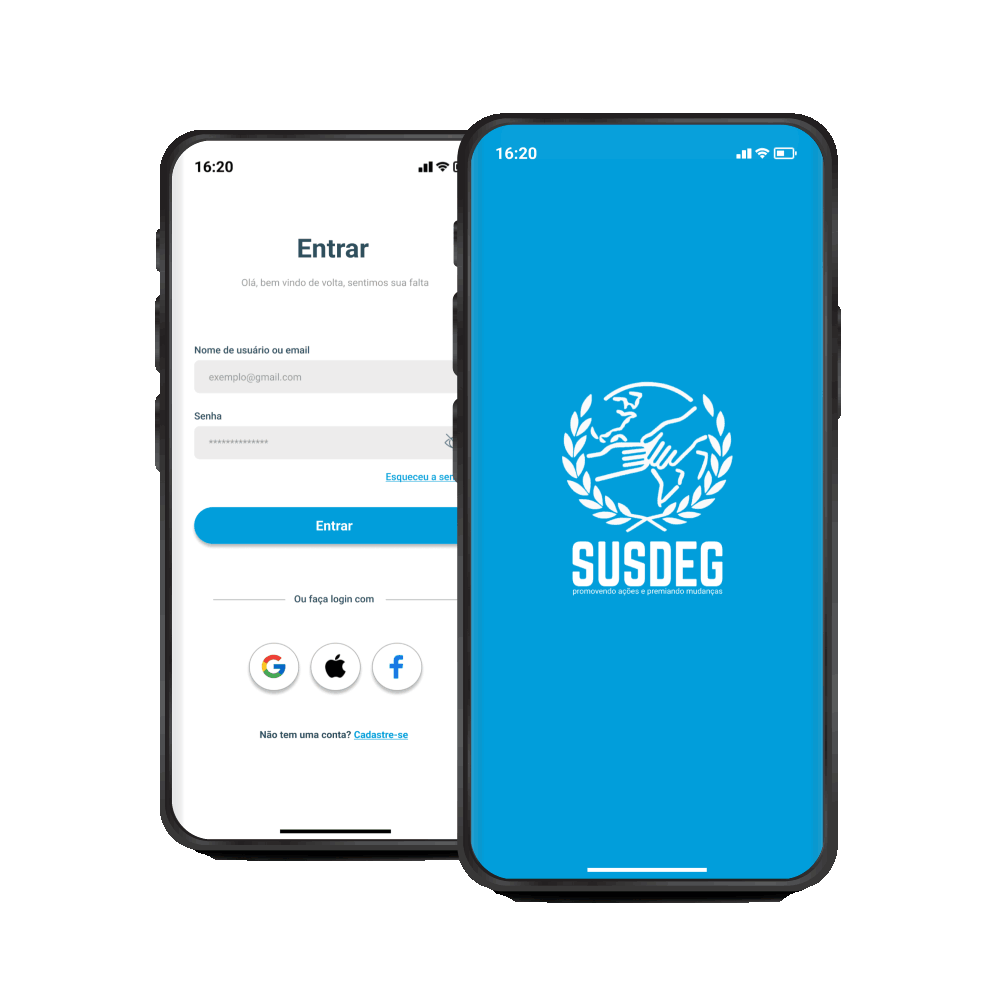 16:20
Entrar
Olá, bem vindo de volta, sentimos sua falta
Nome de usuário ou email
exemplo@gmail.com
Senha
**************
Esqueceu a
Entrar
Ou faça login com
Não tem uma conta? Cadastre-se
16:20
SUSDEG
promovendo ações e premiando mudanças